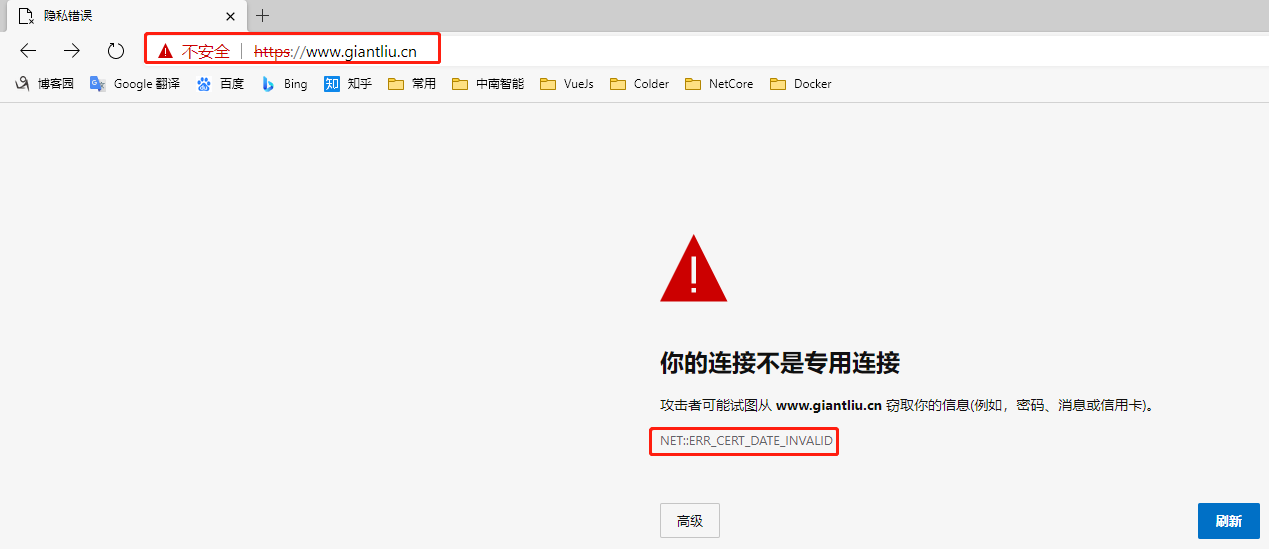 隐私错误
不安全 https://www.giantliu.cn
博客园 Google 翻译 百度 Bing 知 知乎 常用 中南智能 VueJs Colder NetCore Docker
你的连接不是专用连接
攻击者可能试图从 www.giantliu.cn 窃取你的信息(例如，密码、消息或信用卡)。
NET::ERR_CERT_DATE_INVALID
高级 刷新